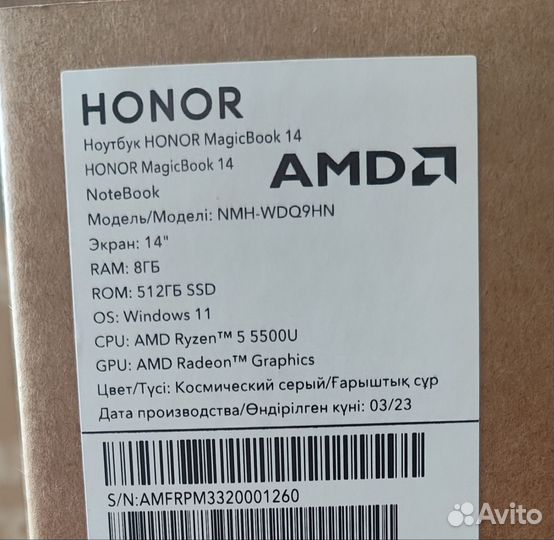 HONOR
Ноутбук HONOR MagicBook 14
HONOR MagicBook 14
NoteBook
AMD
Модель/Моделі: NMH-WDQ9HN
Экран: 14"
RAM: 8ГБ
ROM: 512ГБ SSD
OS: Windows 11
CPU: AMD Ryzen™ 5 5500U
GPU: AMD Radeon™ Graphics
Цвет/Түсі: Космический серый/Ғарыштық сұр
Дата производства/Өндірілген күні: 03/23
S/N:AMFRPM3320001260
Avito